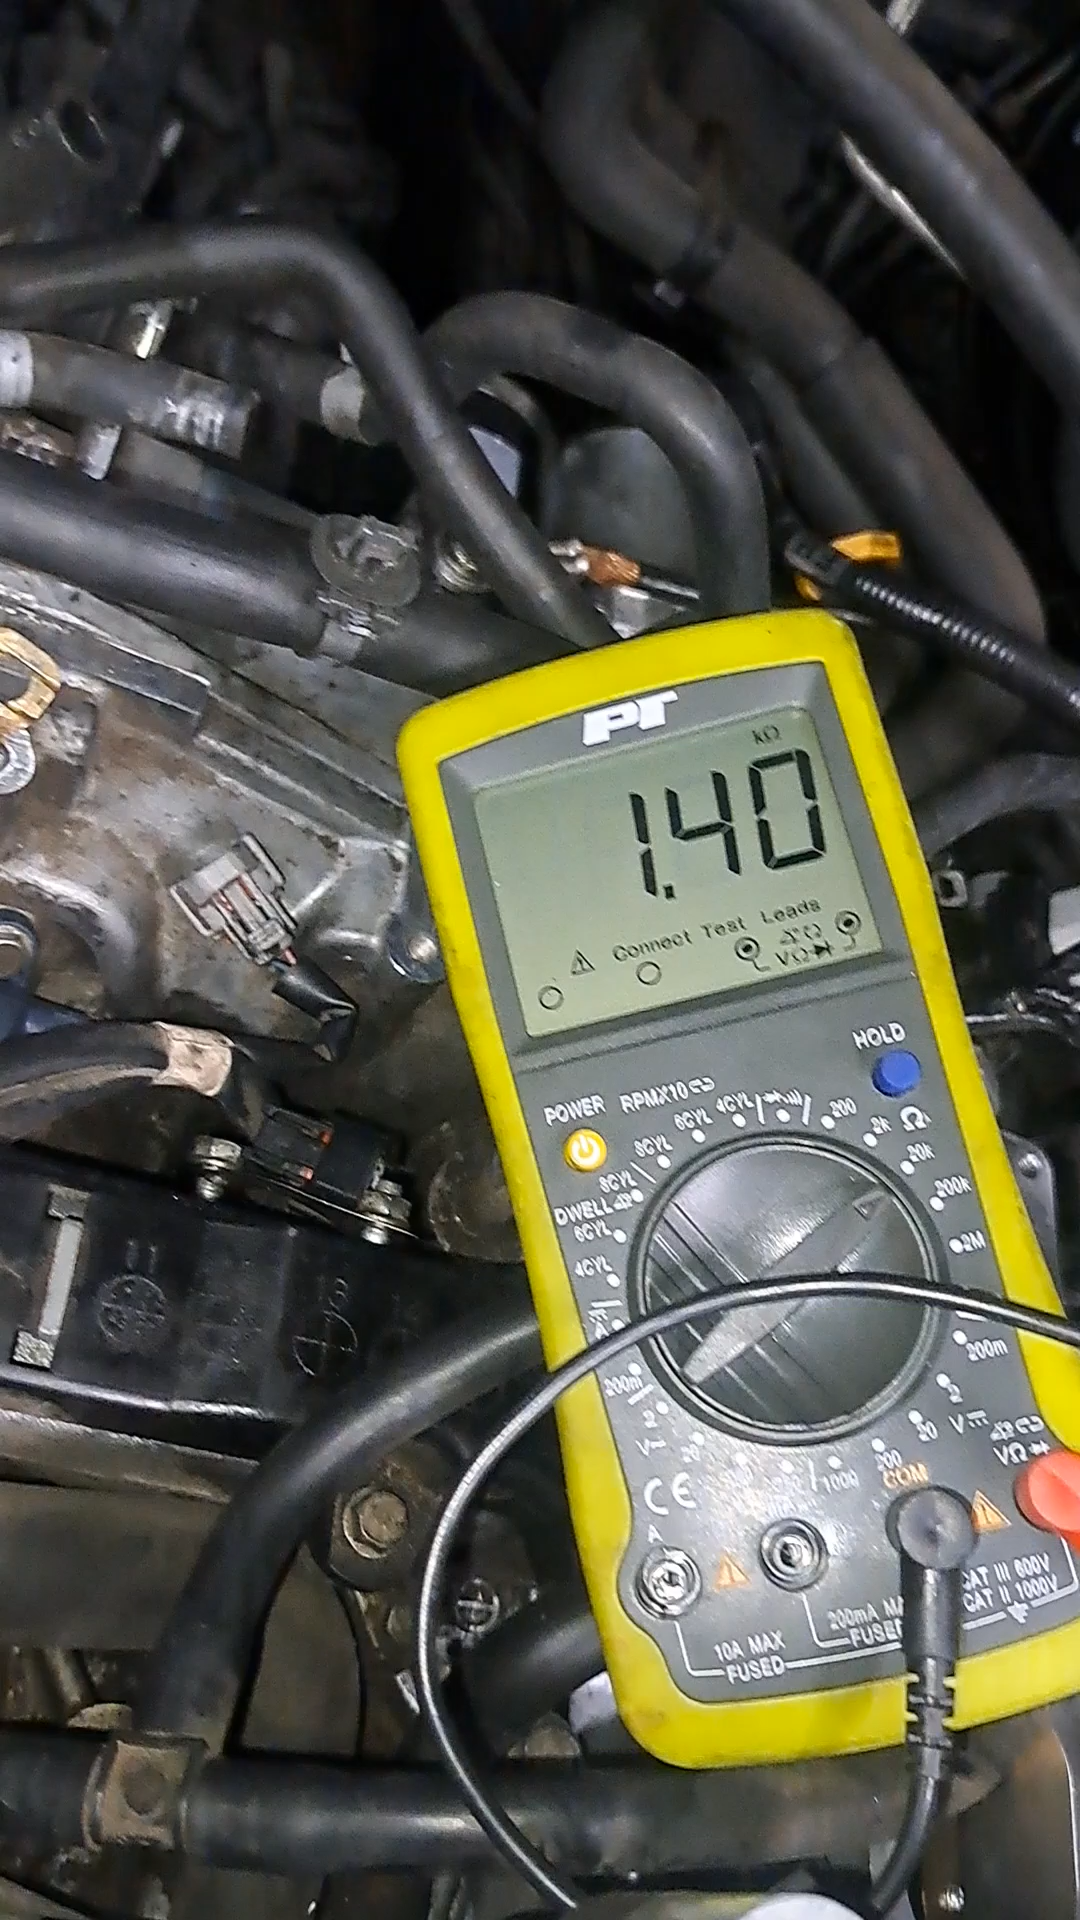 PT
kΩ
1.40
Connect Test Leads
VΩ
HOLD
POWER
RPMX10
8CYL
6CYL
4CYL
200
2k
Ω
20k
200k
2M
DWELL
8CYL
6CYL
4CYL
A
200m
2
V
20
1000
200
20
V
2
200m
VΩ
CE
COM
A
10A MAX
FUSED
200mA MA
FUSE
CAT III 600V
CAT II 1000V